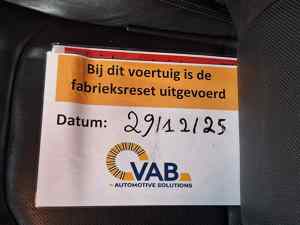 Bij dit voertuig is de
fabrieksreset uitgevoerd
Datum: 29/12/25
VAB
AUTOMOTIVE SOLUTIONS